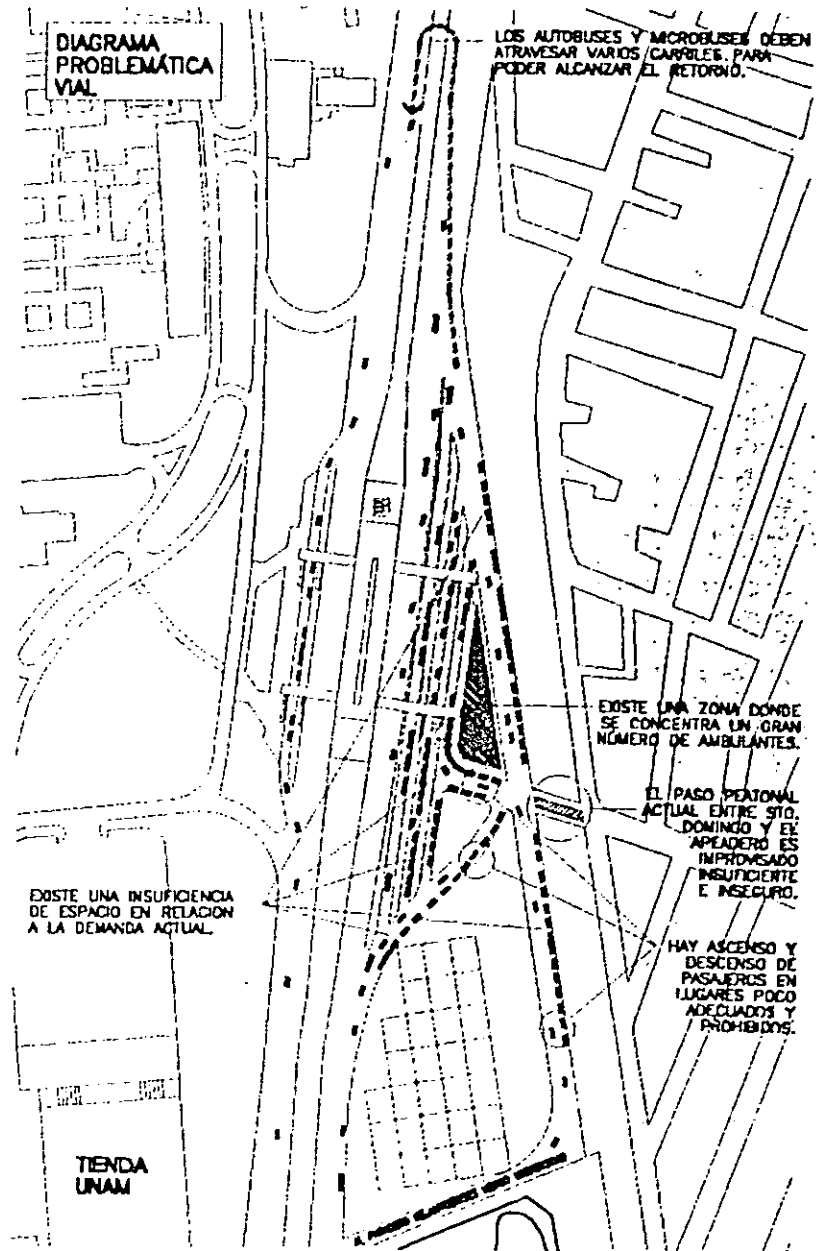 DIAGRAMA
PROBLEMÁTICA
VIAL
LOS AUTOBUSES Y MICROBUSES DEBEN
ATRAVESAR VARIOS CARRILES, PARA
PODER ALCANZAR EL RETORNO.
EXISTE UNA ZONA DONDE
SE CONCENTRA UN GRAN
NÚMERO DE AMBULANTES.
EL PASO PEATONAL
ACTUAL ENTRE STO.
DOMINGO Y EL
APEADERO ES
IMPROVISADO
INSUFICIENTE
E INSEGURO.
EXISTE UNA INSUFICIENCIA
DE ESPACIO EN RELACION
A LA DEMANDA ACTUAL.
HAY ASCENSO Y
DESCENSO DE
PASAJEROS EN
LUGARES POCO
ADECUADOS Y
PROHIBIDOS.
TIENDA
UNAM